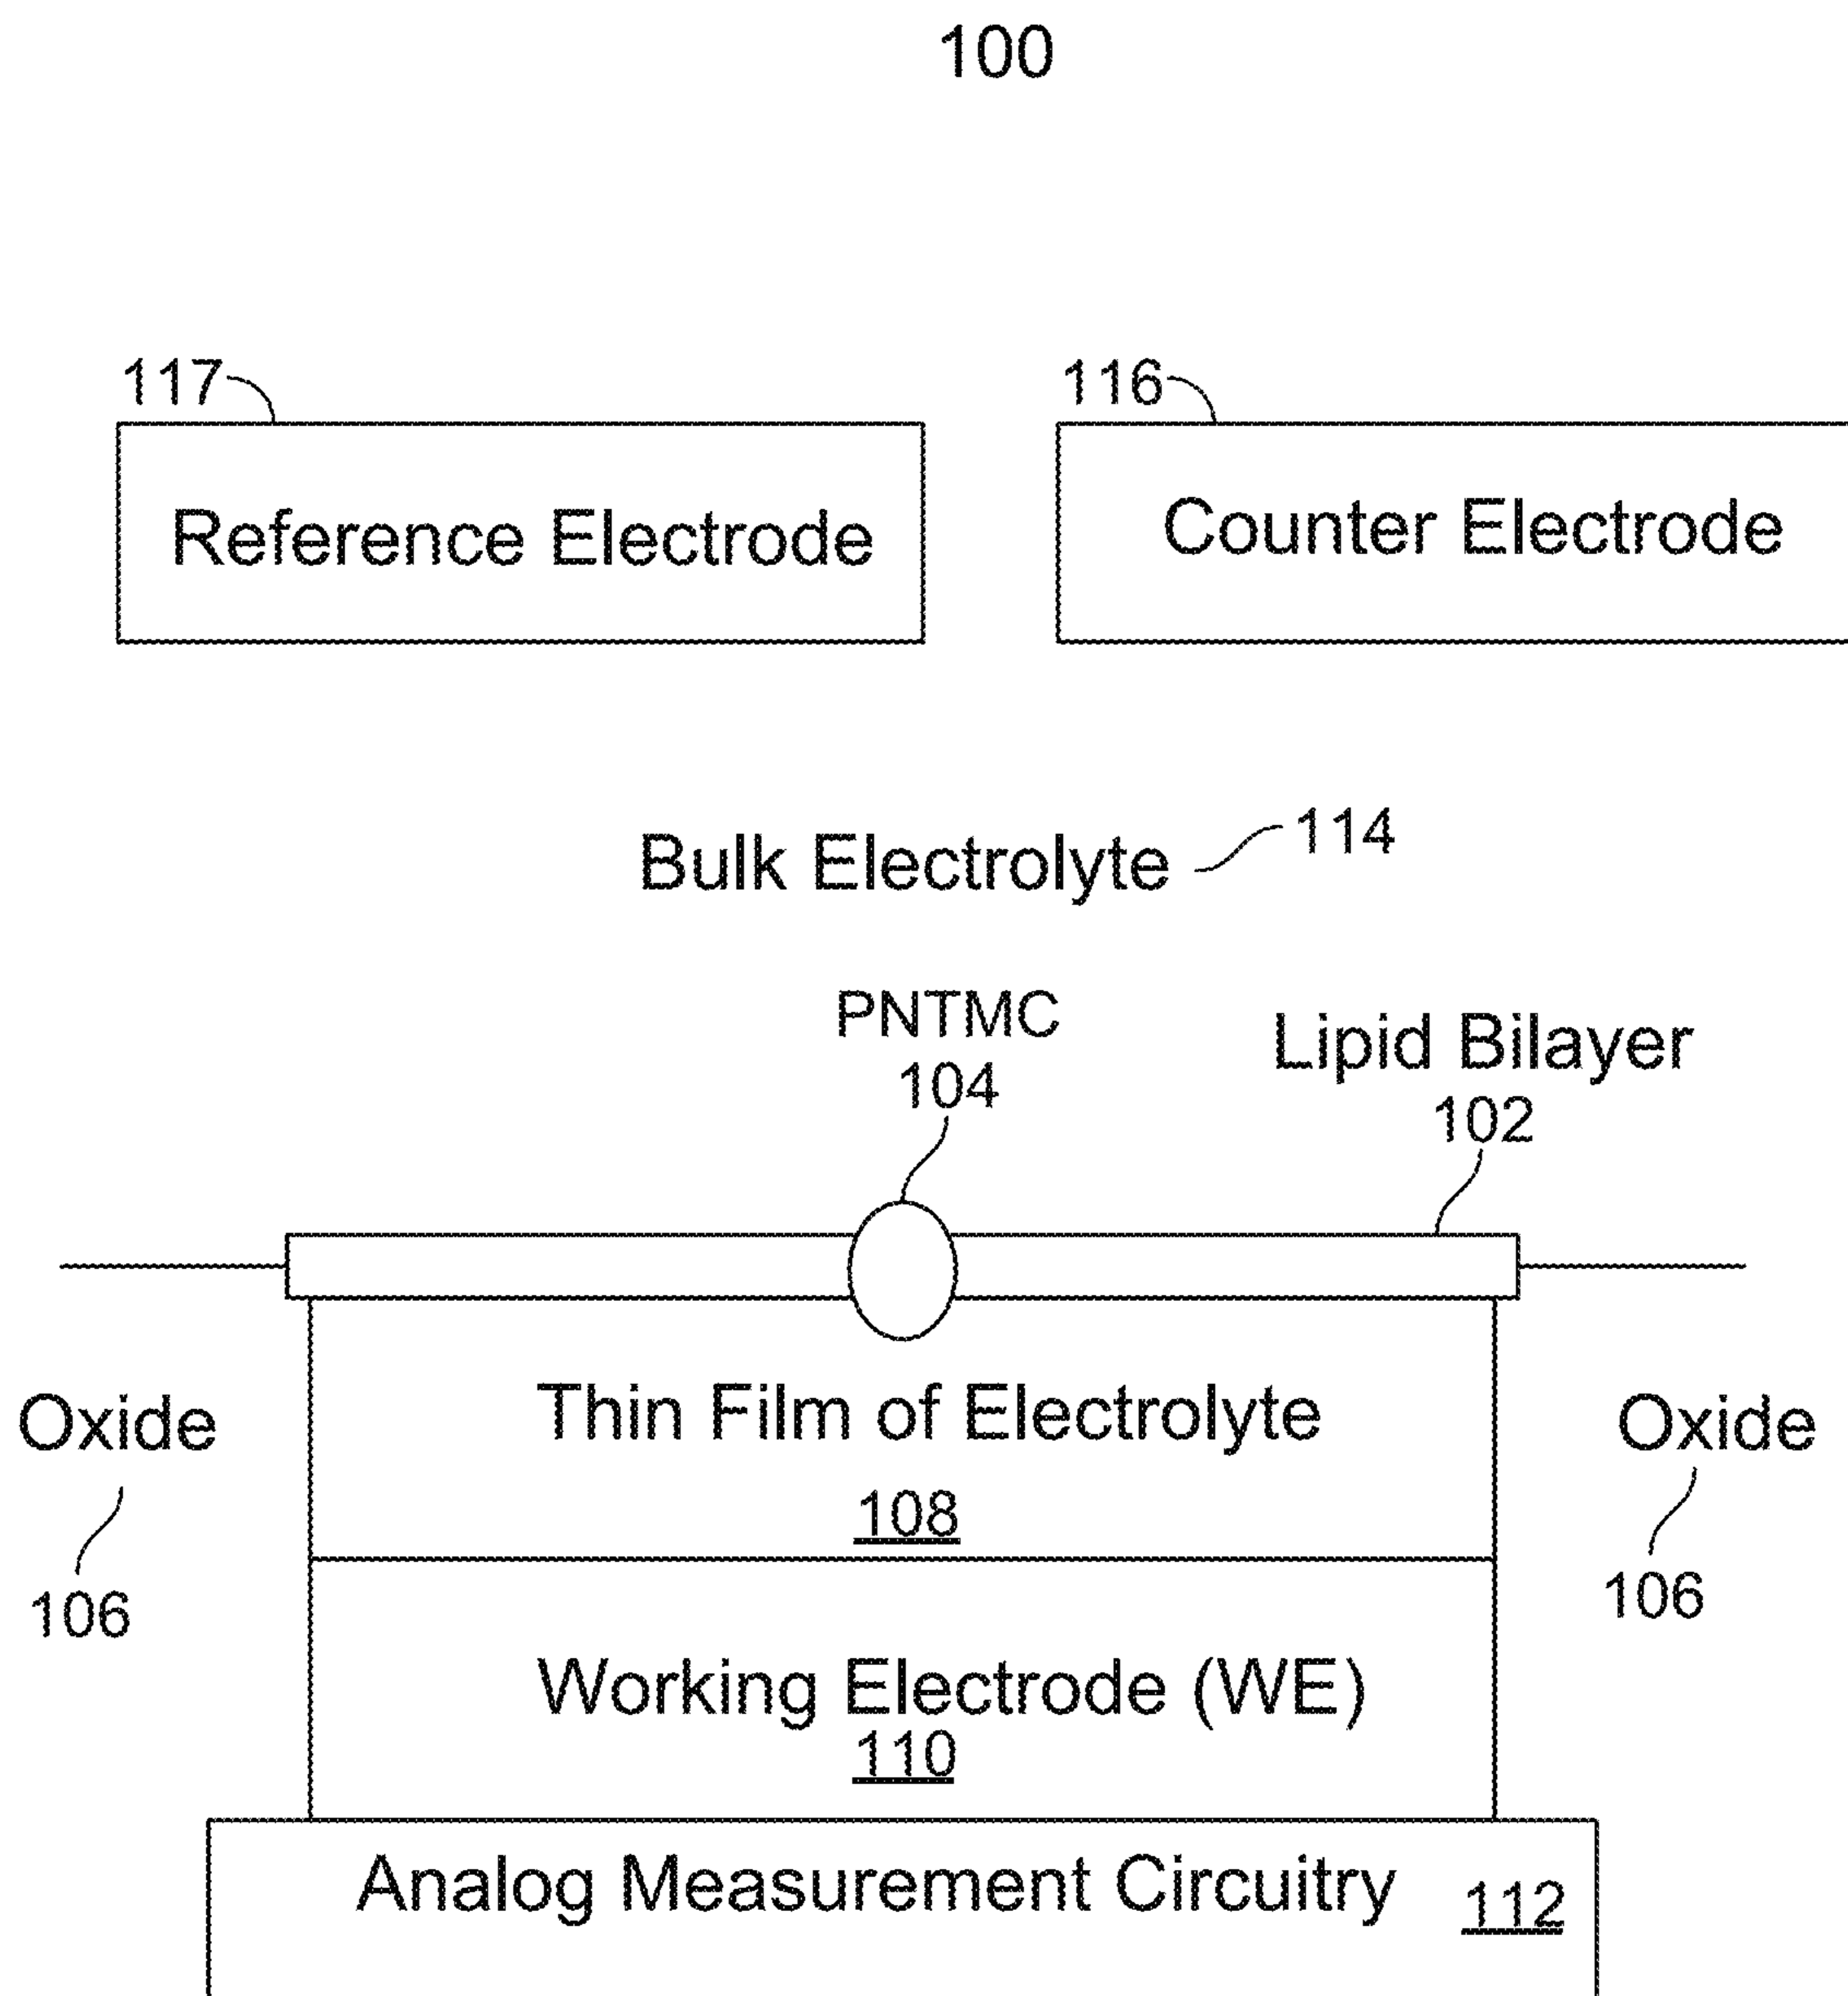 100
117
116
Reference Electrode
Counter Electrode
Bulk Electrolyte
114
PNTMC
104
Lipid Bilayer
102
Thin Film of Electrolyte
108
Oxide
106
Oxide
106
Working Electrode (WE)
110
Analog Measurement Circuitry
112